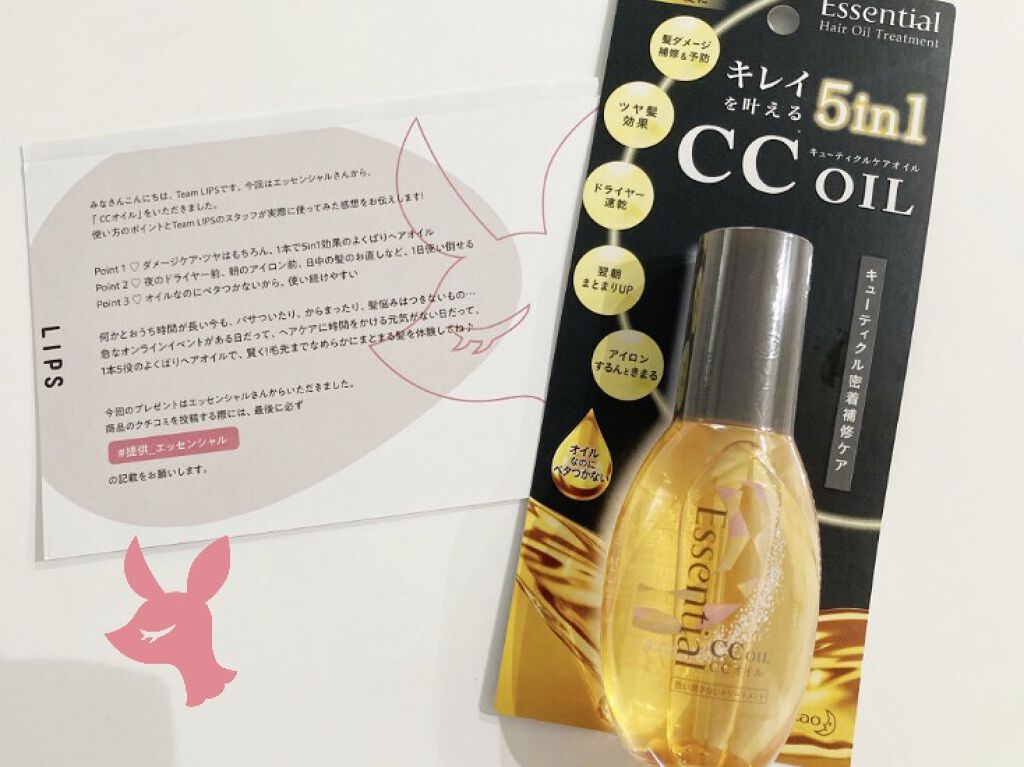 みなさんこんにちは、Team LIPSです。今回はエッセンシャルさんから、
「CCオイル」をいただきました。
使い方のポイントとTeam LIPSのスタッフが実際に使ってみた感想をお伝えします!
Point 1 ♡ ダメージケア・ツヤはもちろん、1本で5in1効果のよくばりヘアオイル
Point 2 ♡ 夜のドライヤー前、朝のアイロン前、日中の髪のお直しなど、1日使い倒せる
Point 3 ♡ オイルなのにベタつかないから、使い続けやすい
何かとおうち時間が長い今も、パサついたり、からまったり、髪悩みはつきないもの…
急なオンラインイベントがある日だって、ヘアケアに時間をかける元気がない日だって、
1本5役のよくばりヘアオイルで、賢く!毛先までなめらかにまとまる髪を体験してね♪
今回のプレゼントはエッセンシャルさんからいただきました。
商品のクチコミを投稿する際には、最後に必ず
#提供_エッセンシャル
の記載をお願いします。
LIPS
Essential
Hair Oil Treatment
髪ダメージ
補修&予防
ツヤ髪
効果
ドライヤー
速乾
翌朝
まとまりUP
アイロン
するんときまる
オイル
なのに
ベタつかない
キレイ
を叶える
5in1
キューティクルケアオイル
CC OIL
キューティクル密着補修ケア
Essential
CC OIL
CCオイル
洗い流さないトリートメント